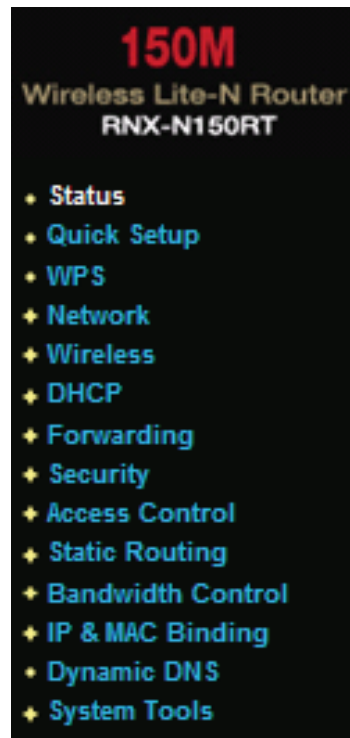 150M
Wireless Lite-N Router
RNX-N150RT
Status
Quick Setup
WPS
Network
Wireless
DHCP
Forwarding
Security
Access Control
Static Routing
Bandwidth Control
IP & MAC Binding
Dynamic DNS
System Tools